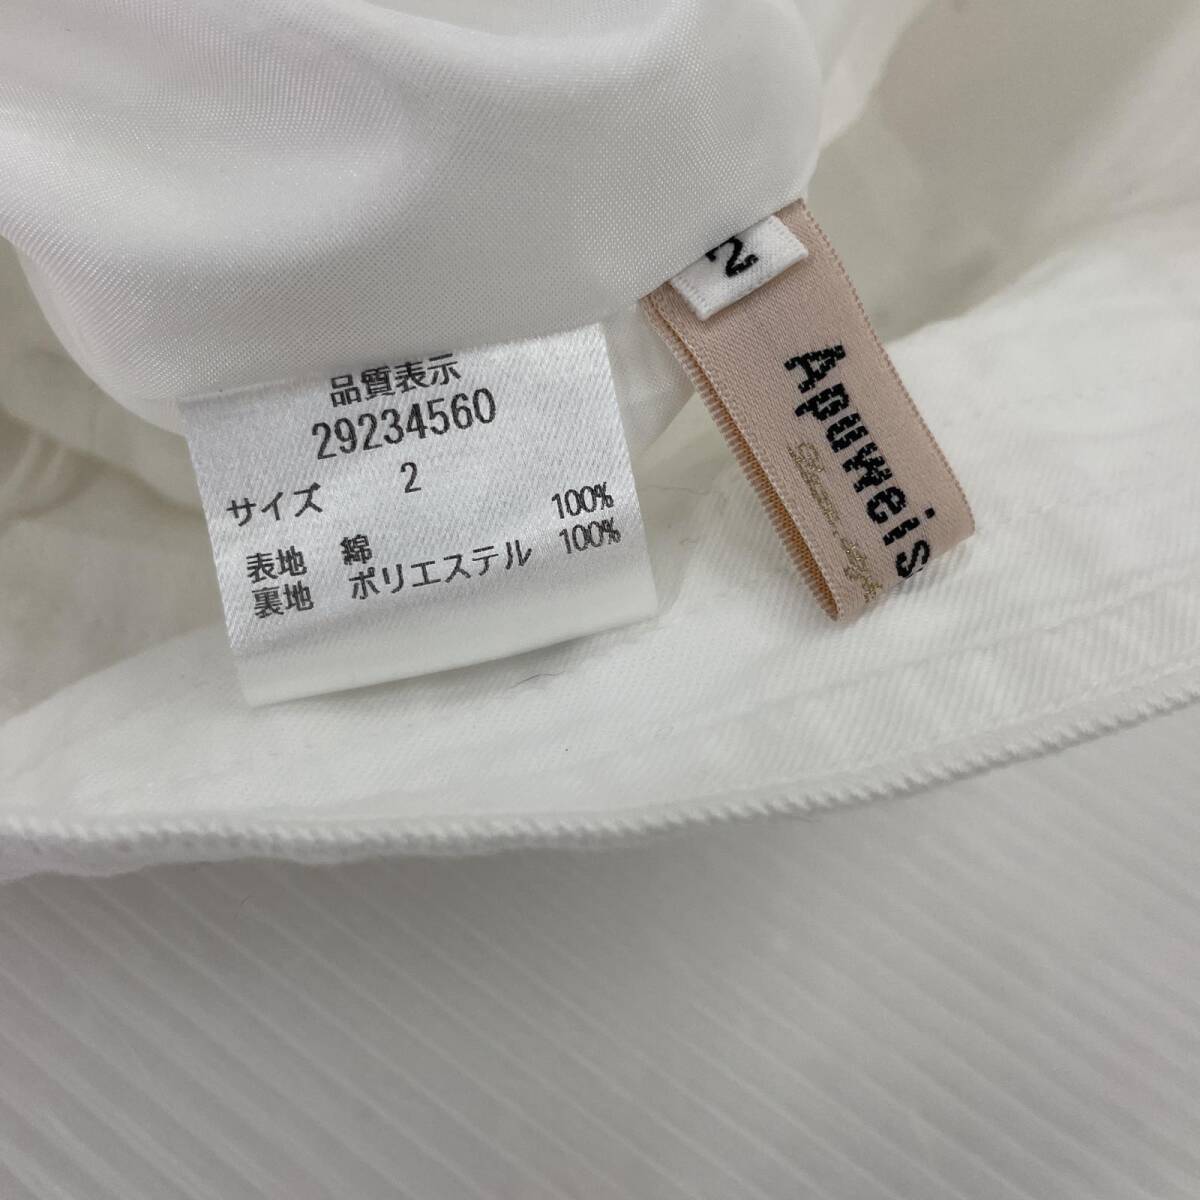 品質表示
29234560
サイズ 2
表地 綿 100%
裏地 ポリエステル 100%
2
Apuweis